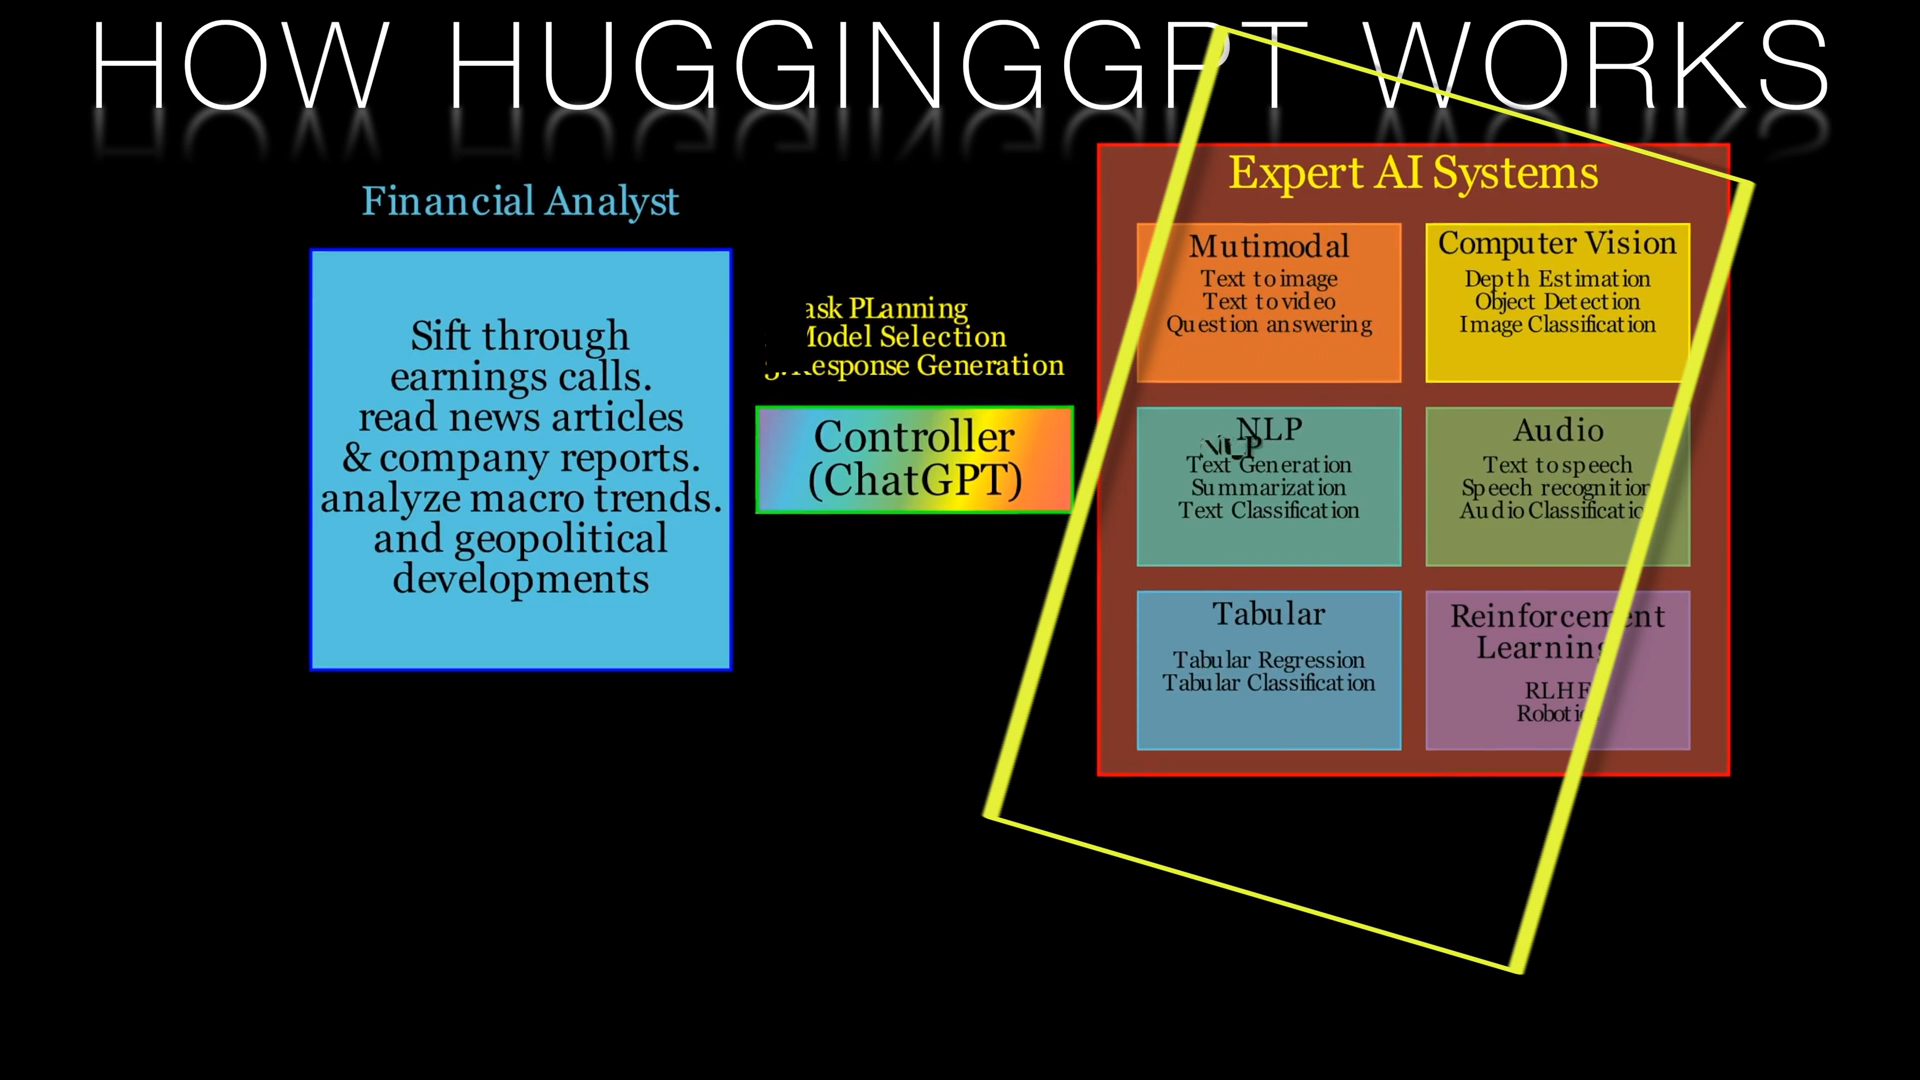 HOW HUGGINGGPT WORKS
Financial Analyst
Sift through
earnings calls.
read news articles
& company reports.
analyze macro trends.
and geopolitical
developments
ask PLanning
Model Selection
Response Generation
Controller
(ChatGPT)
Expert AI Systems
Mutimodal
Text to image
Text to video
Question answering
Computer Vision
Depth Estimation
Object Detection
Image Classification
NLP
NLP
Text Generation
Summarization
Text Classification
Audio
Text to speech
Speech recognition
Audio Classificatio
Tabular
Tabular Regression
Tabular Classification
Reinforcement
Learning
RLHF
Roboti